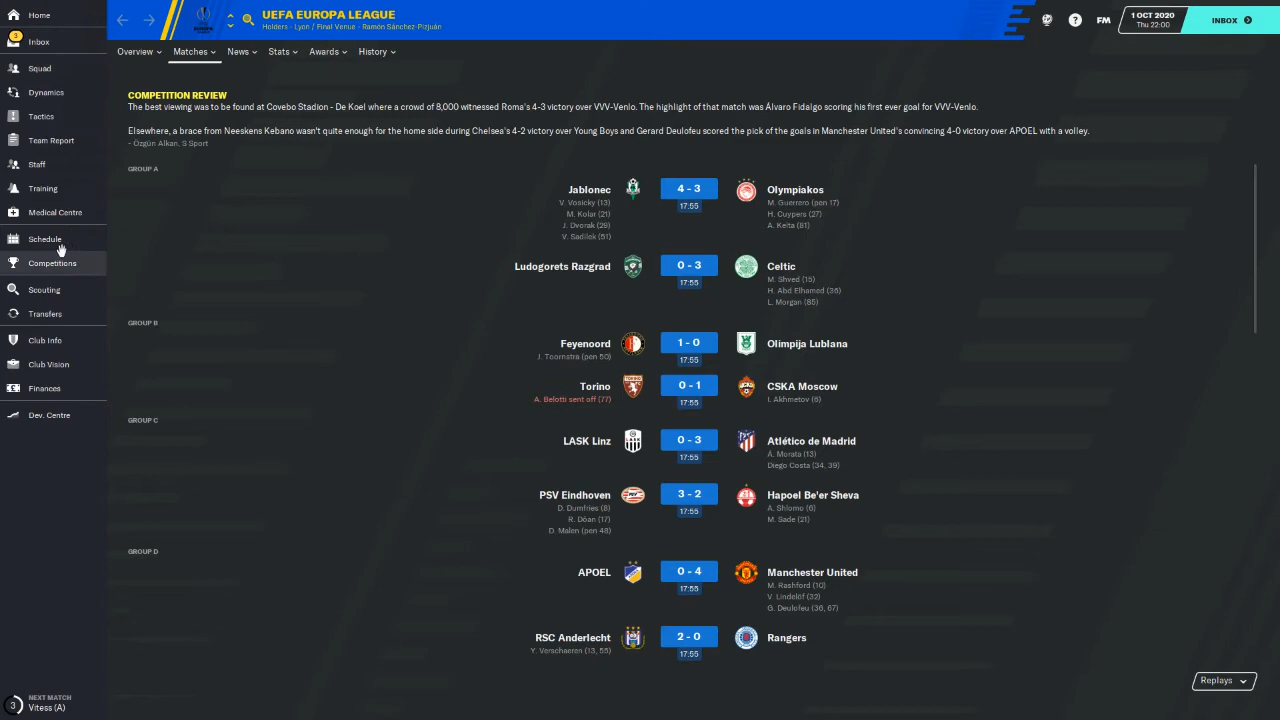 Home
3
Inbox
Squad
Dynamics
Tactics
Team Report
Staff
Training
Medical Centre
Schedule
Competitions
Scouting
Transfers
Club Info
Club Vision
Finances
Dev. Centre
3
NEXT MATCH
Vitess (A)
UEFA EUROPA LEAGUE
Holders - Lyon / Final Venue - Ramón Sánchez-Pizjuán
?
FM
1 OCT 2020
Thu 22:00
INBOX
Overview
Matches
News
Stats
Awards
History
COMPETITION REVIEW
The best viewing was to be found at Covebo Stadion - De Koel where a crowd of 8,000 witnessed Roma's 4-3 victory over VVV-Venlo. The highlight of that match was Álvaro Fidalgo scoring his first ever goal for VVV-Venlo.
Elsewhere, a brace from Neeskens Kebano wasn't quite enough for the home side during Chelsea's 4-2 victory over Young Boys and Gerard Deulofeu scored the pick of the goals in Manchester United's convincing 4-0 victory over APOEL with a volley.
- Özgün Alkan, S Sport
GROUP A
Jablonec 4 - 3 Olympiakos
17:55
V. Vosicky (13)
M. Kolar (21)
J. Dvorak (29)
V. Sadilek (51)
M. Guerrero (pen 17)
H. Cuypers (27)
A. Keita (81)
Ludogorets Razgrad 0 - 3 Celtic
17:55
M. Shved (15)
H. Abd Elhamed (36)
L. Morgan (85)
GROUP B
Feyenoord 1 - 0 Olimpija Lublana
J. Toornstra (pen 50)
17:55
Torino 0 - 1 CSKA Moscow
A. Belotti sent off (77)
17:55
I. Akhmetov (6)
GROUP C
LASK Linz 0 - 3 Atlético de Madrid
17:55
Á. Morata (13)
Diego Costa (34, 39)
PSV Eindhoven 3 - 2 Hapoel Be'er Sheva
17:55
D. Dumfries (8)
R. Dōan (17)
D. Malen (pen 48)
A. Shlomo (6)
M. Sade (21)
GROUP D
APOEL 0 - 4 Manchester United
17:55
M. Rashford (10)
V. Lindelöf (32)
G. Deulofeu (36, 67)
RSC Anderlecht 2 - 0 Rangers
Y. Verschaeren (13, 55)
17:55
Replays